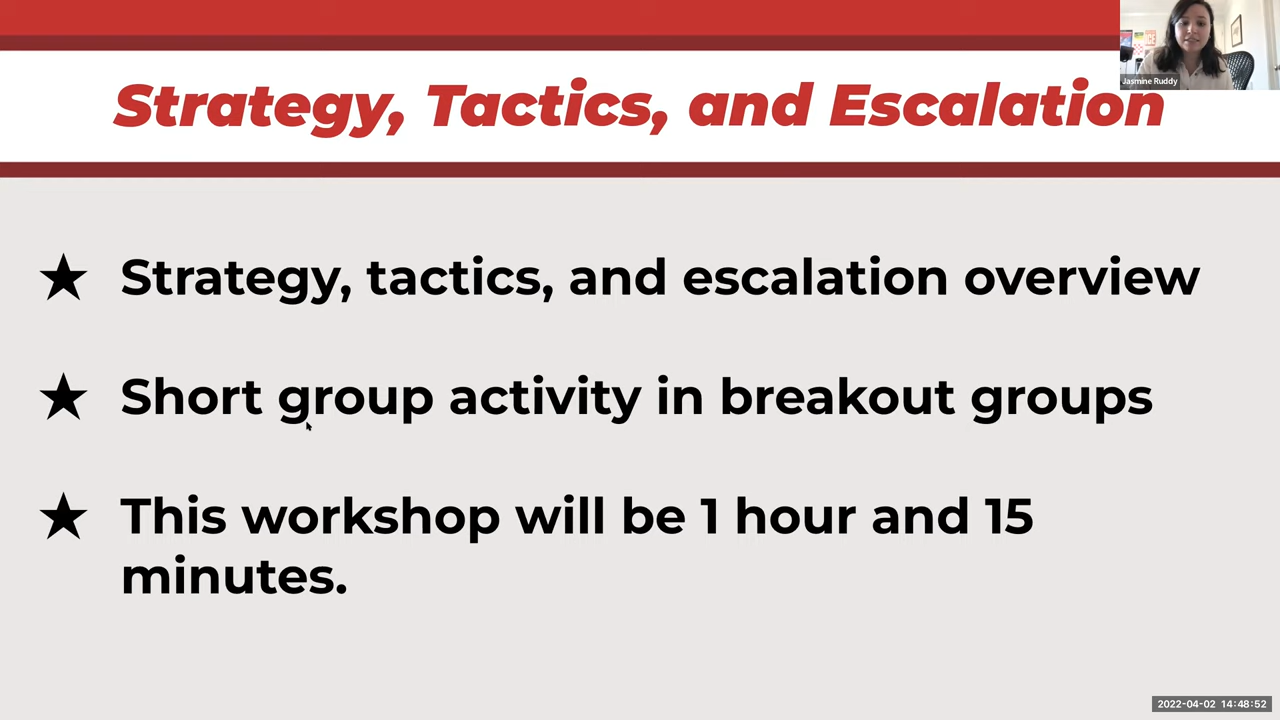 Jasmine Ruddy
Strategy, Tactics, and Escalation
★ Strategy, tactics, and escalation overview
★ Short group activity in breakout groups
★ This workshop will be 1 hour and 15
minutes.
2022-04-02 14:48:52